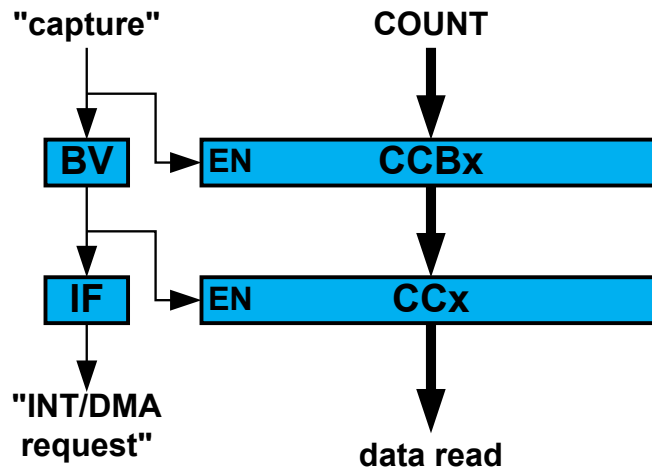 "capture"
COUNT
BV
EN
CCBx
IF
EN
CCx
"INT/DMA
request"
data read